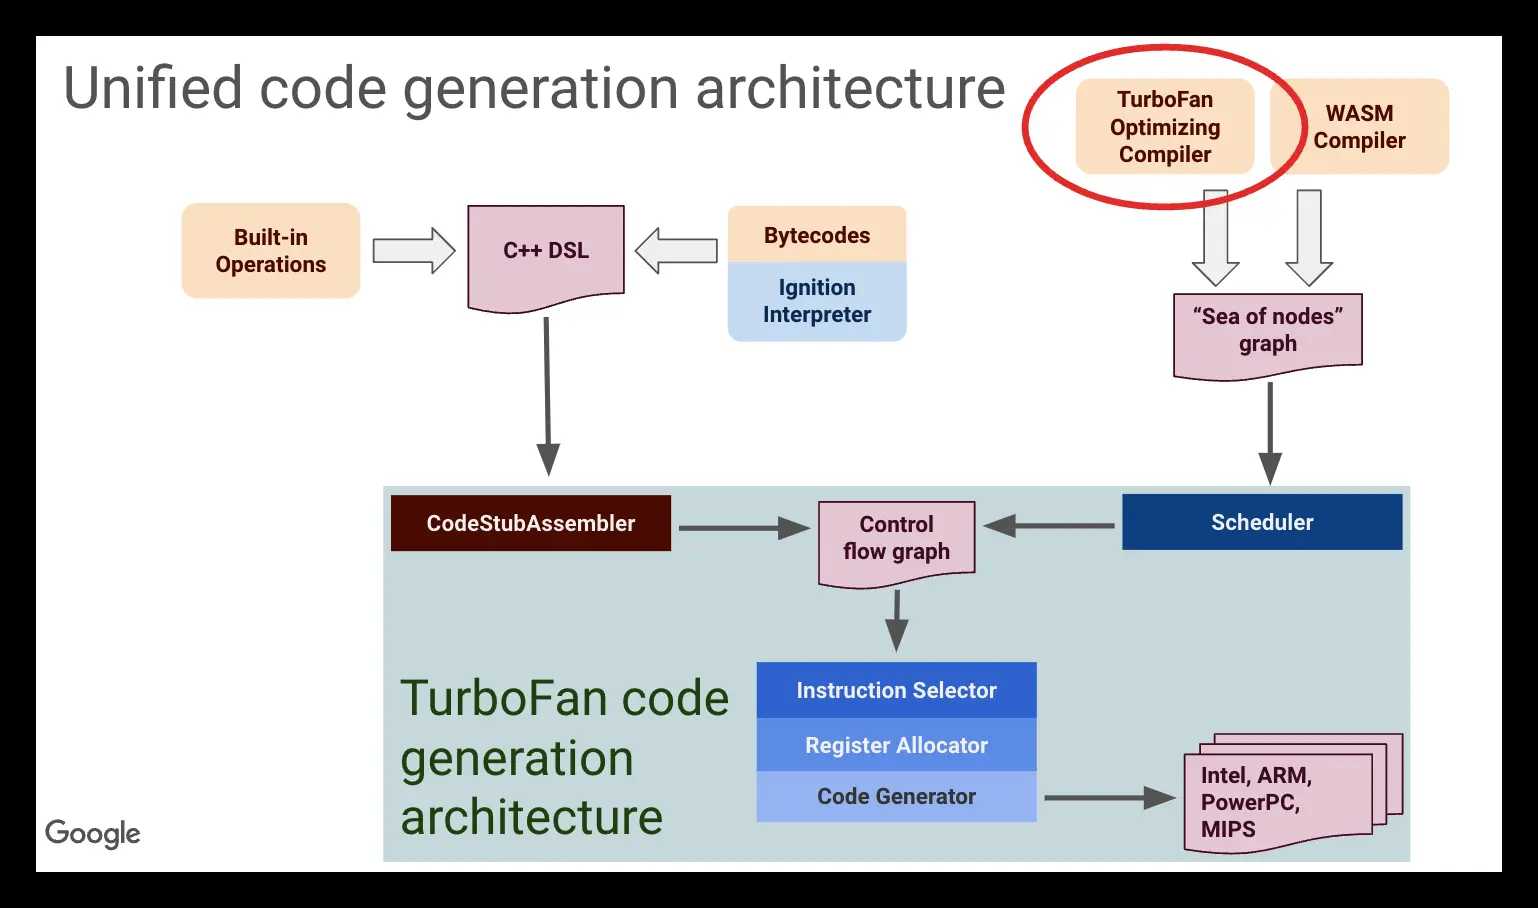 Unified code generation architecture
TurboFan
Optimizing
Compiler
WASM
Compiler
Built-in
Operations
C++ DSL
Bytecodes
Ignition
Interpreter
“Sea of nodes”
graph
CodeStubAssembler
Control
flow graph
Scheduler
TurboFan code
generation
architecture
Instruction Selector
Register Allocator
Code Generator
Intel, ARM,
PowerPC,
MIPS
Google